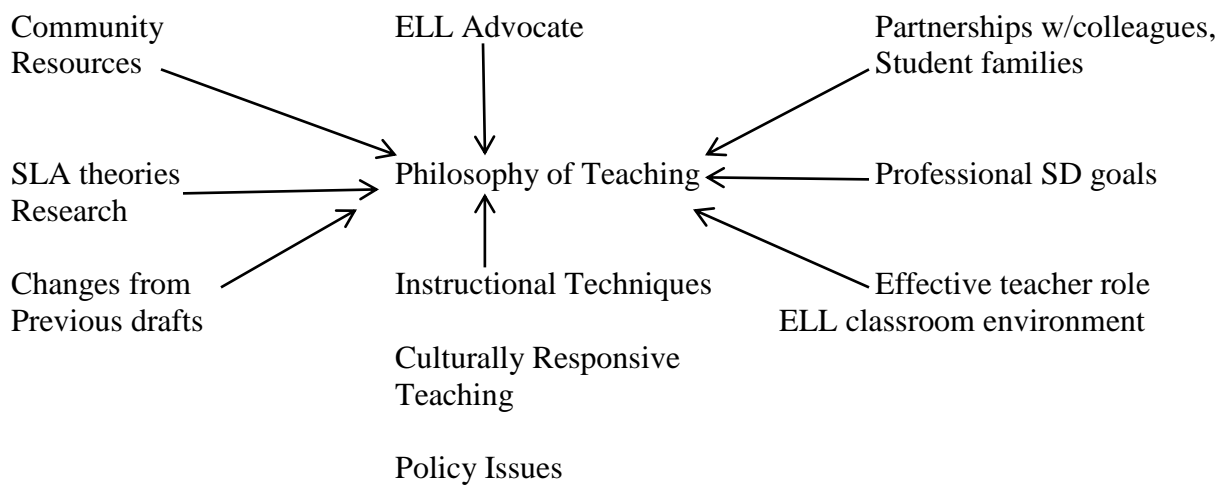 Community
Resources
ELL Advocate
Partnerships w/colleagues,
Student families
SLA theories
Research
Philosophy of Teaching
Professional SD goals
Changes from
Previous drafts
Instructional Techniques
Effective teacher role
ELL classroom environment
Culturally Responsive
Teaching
Policy Issues